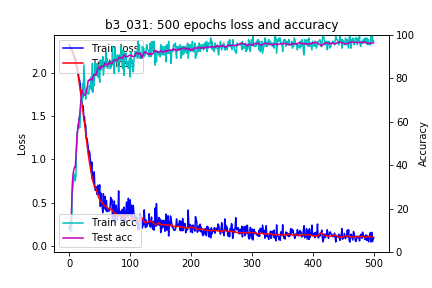 b3_031: 500 epochs loss and accuracy
Train loss
Test loss
Train acc
Test acc
Loss
Accuracy
2.0
1.5
1.0
0.5
0.0
100
80
60
40
20
0
0
100
200
300
400
500